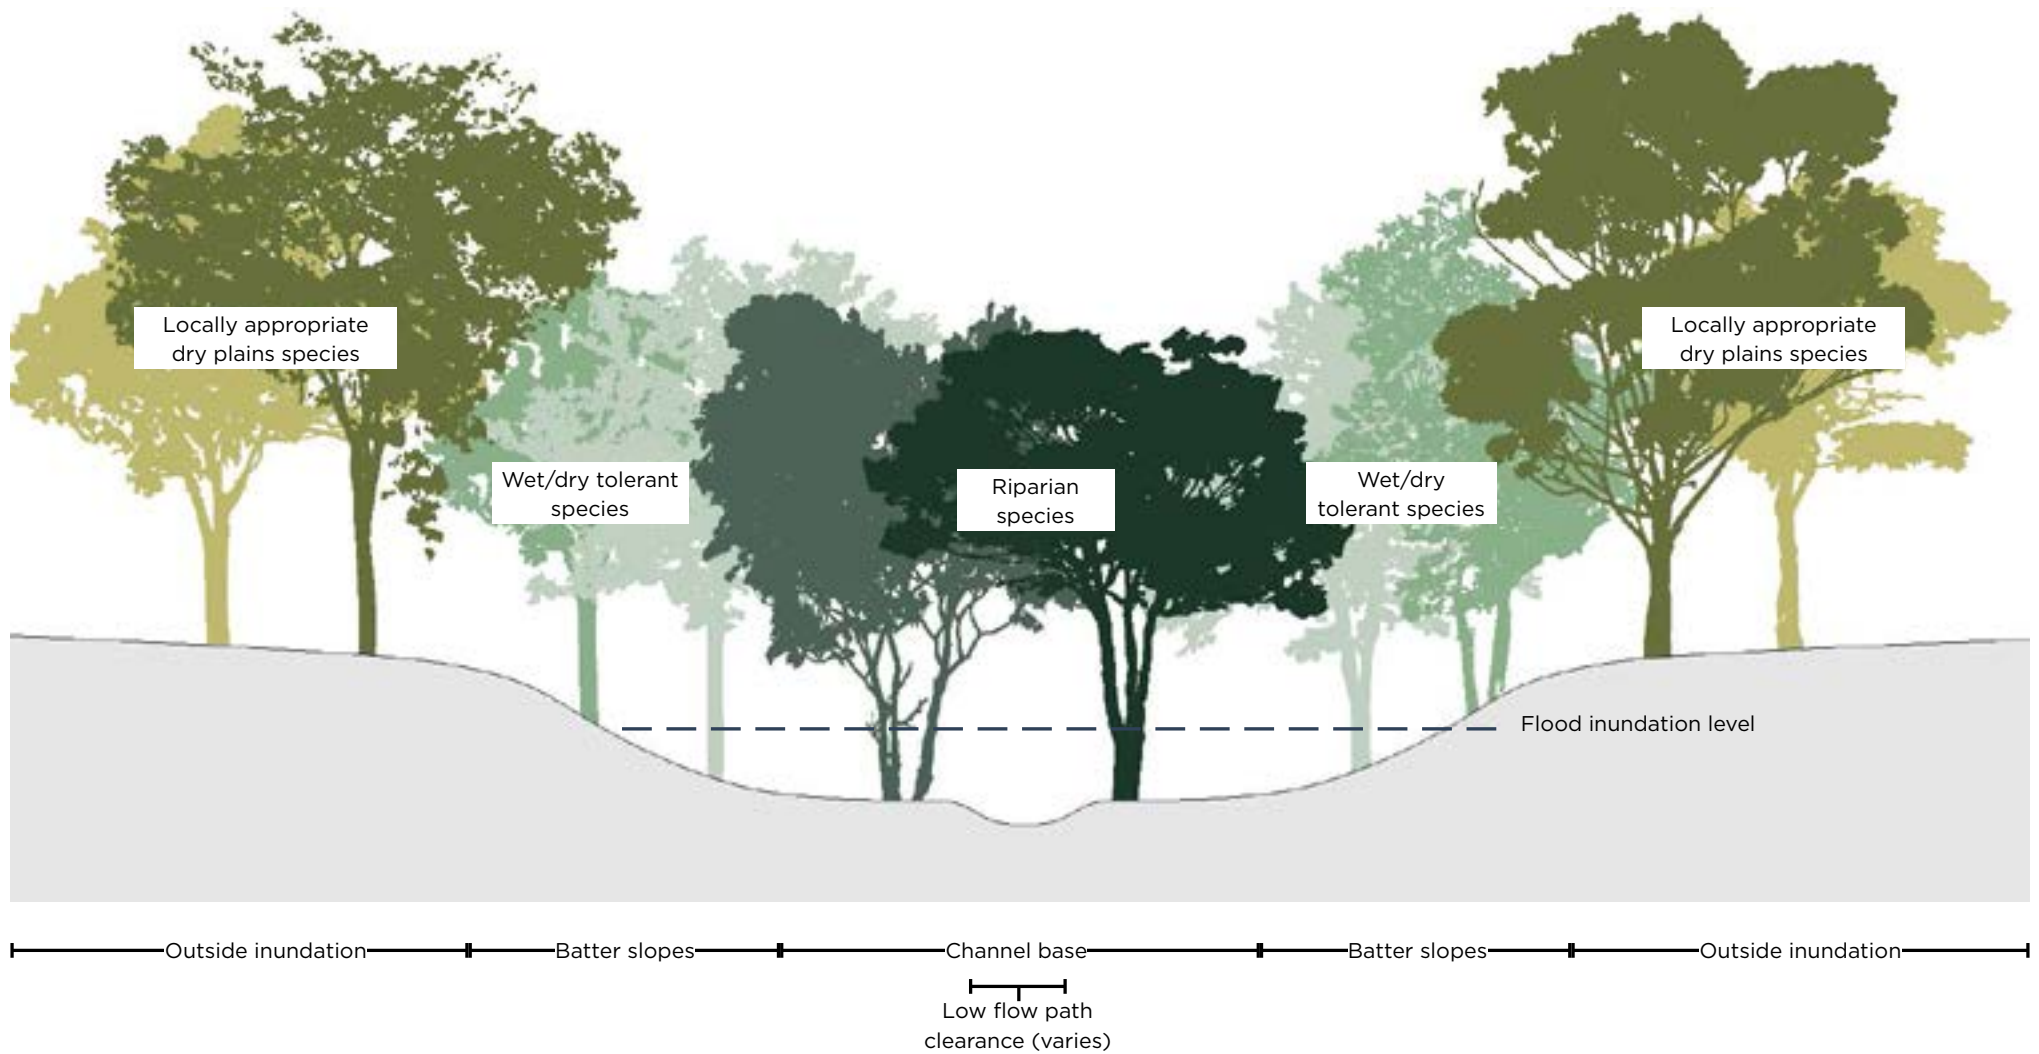 Locally appropriate
dry plains species
Locally appropriate
dry plains species
Wet/dry tolerant
species
Riparian
species
Wet/dry
tolerant species
Flood inundation level
Outside inundation
Batter slopes
Channel base
Batter slopes
Outside inundation
Low flow path
clearance (varies)